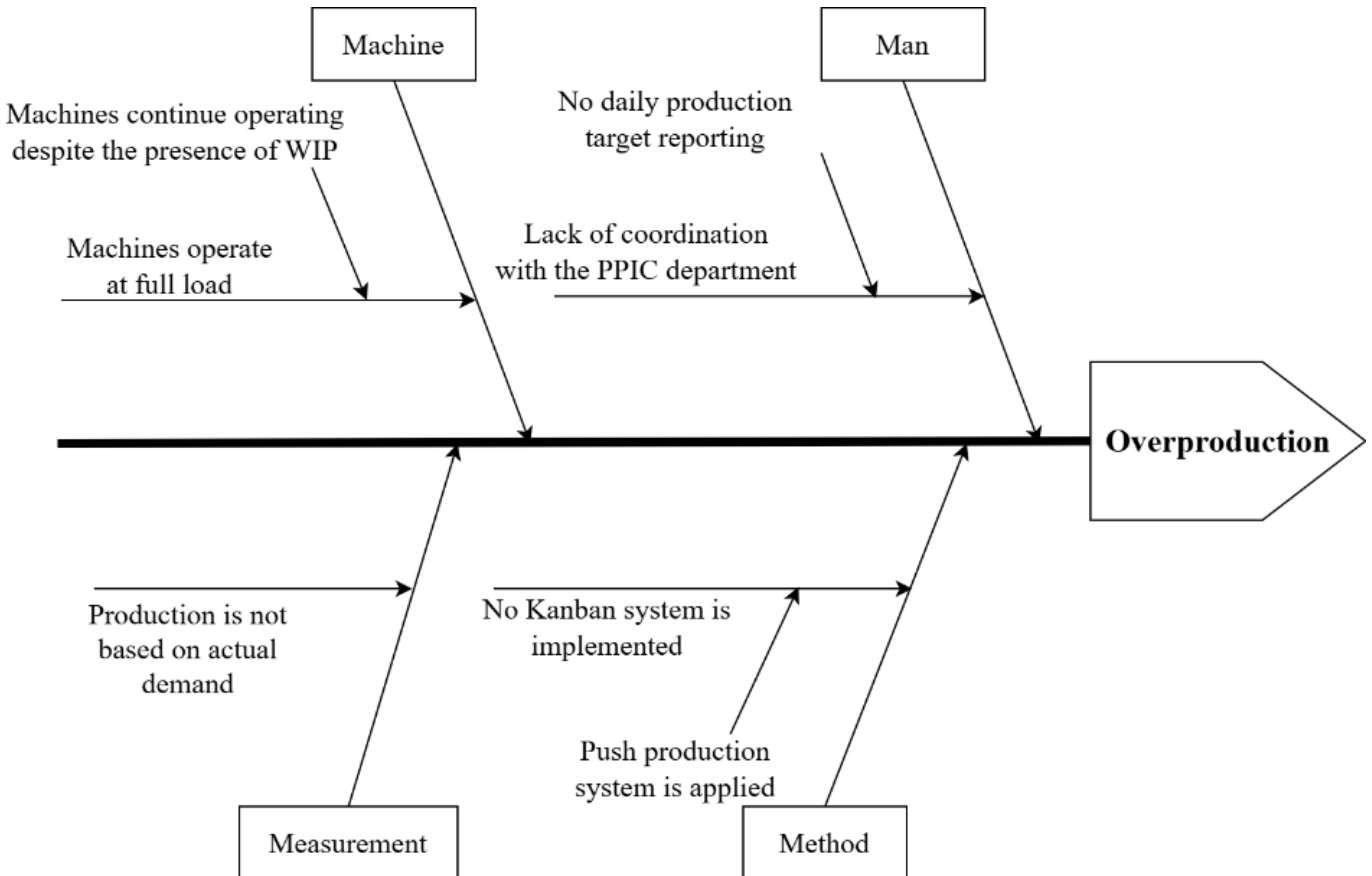 Machine
Man
Machines continue operating
despite the presence of WIP
No daily production
target reporting
Machines operate
at full load
Lack of coordination
with the PPIC department
Overproduction
Production is not
based on actual
demand
No Kanban system is
implemented
Push production
system is applied
Measurement
Method